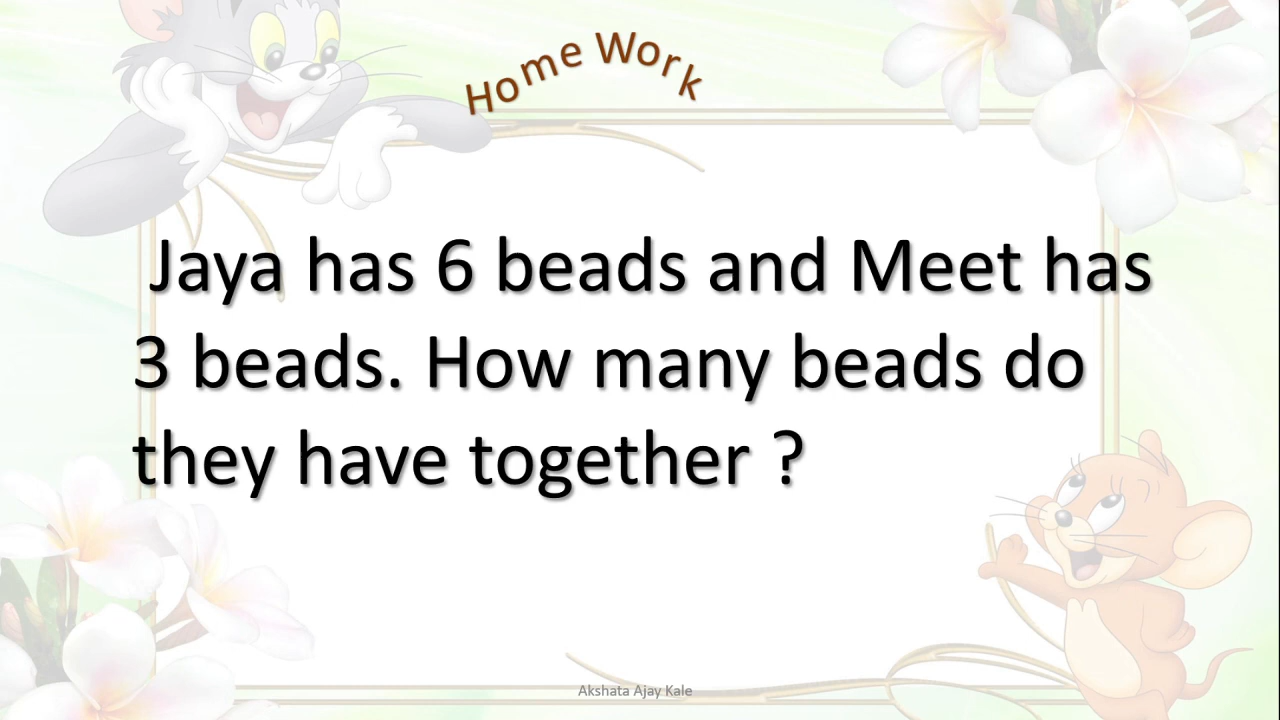 Home Work
Jaya has 6 beads and Meet has
3 beads. How many beads do
they have together ?
Akshata Ajay Kale